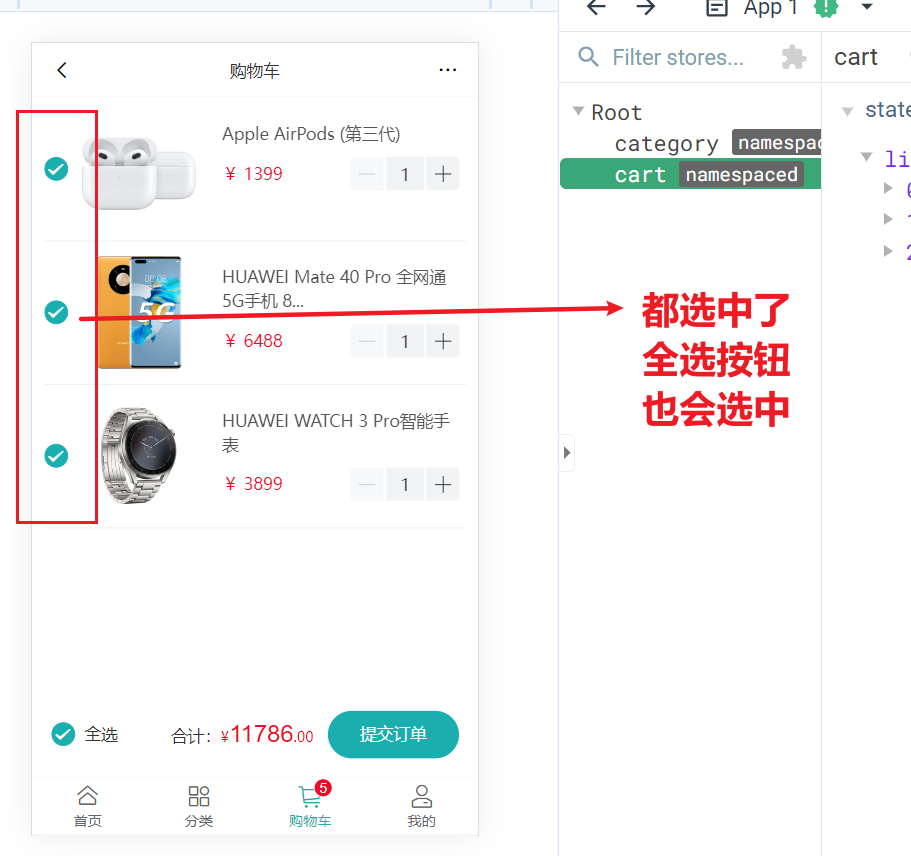 购物车
Apple AirPods (第三代)
¥ 1399
1
HUAWEI Mate 40 Pro 全网通
5G手机 8...
¥ 6488
1
HUAWEI WATCH 3 Pro智能手
表
¥ 3899
1
全选
合计：¥11786.00
提交订单
首页
分类
5
购物车
我的
App 1
Filter stores...
cart
Root
category
cart namespaced
state
都选中了
全选按钮
也会选中